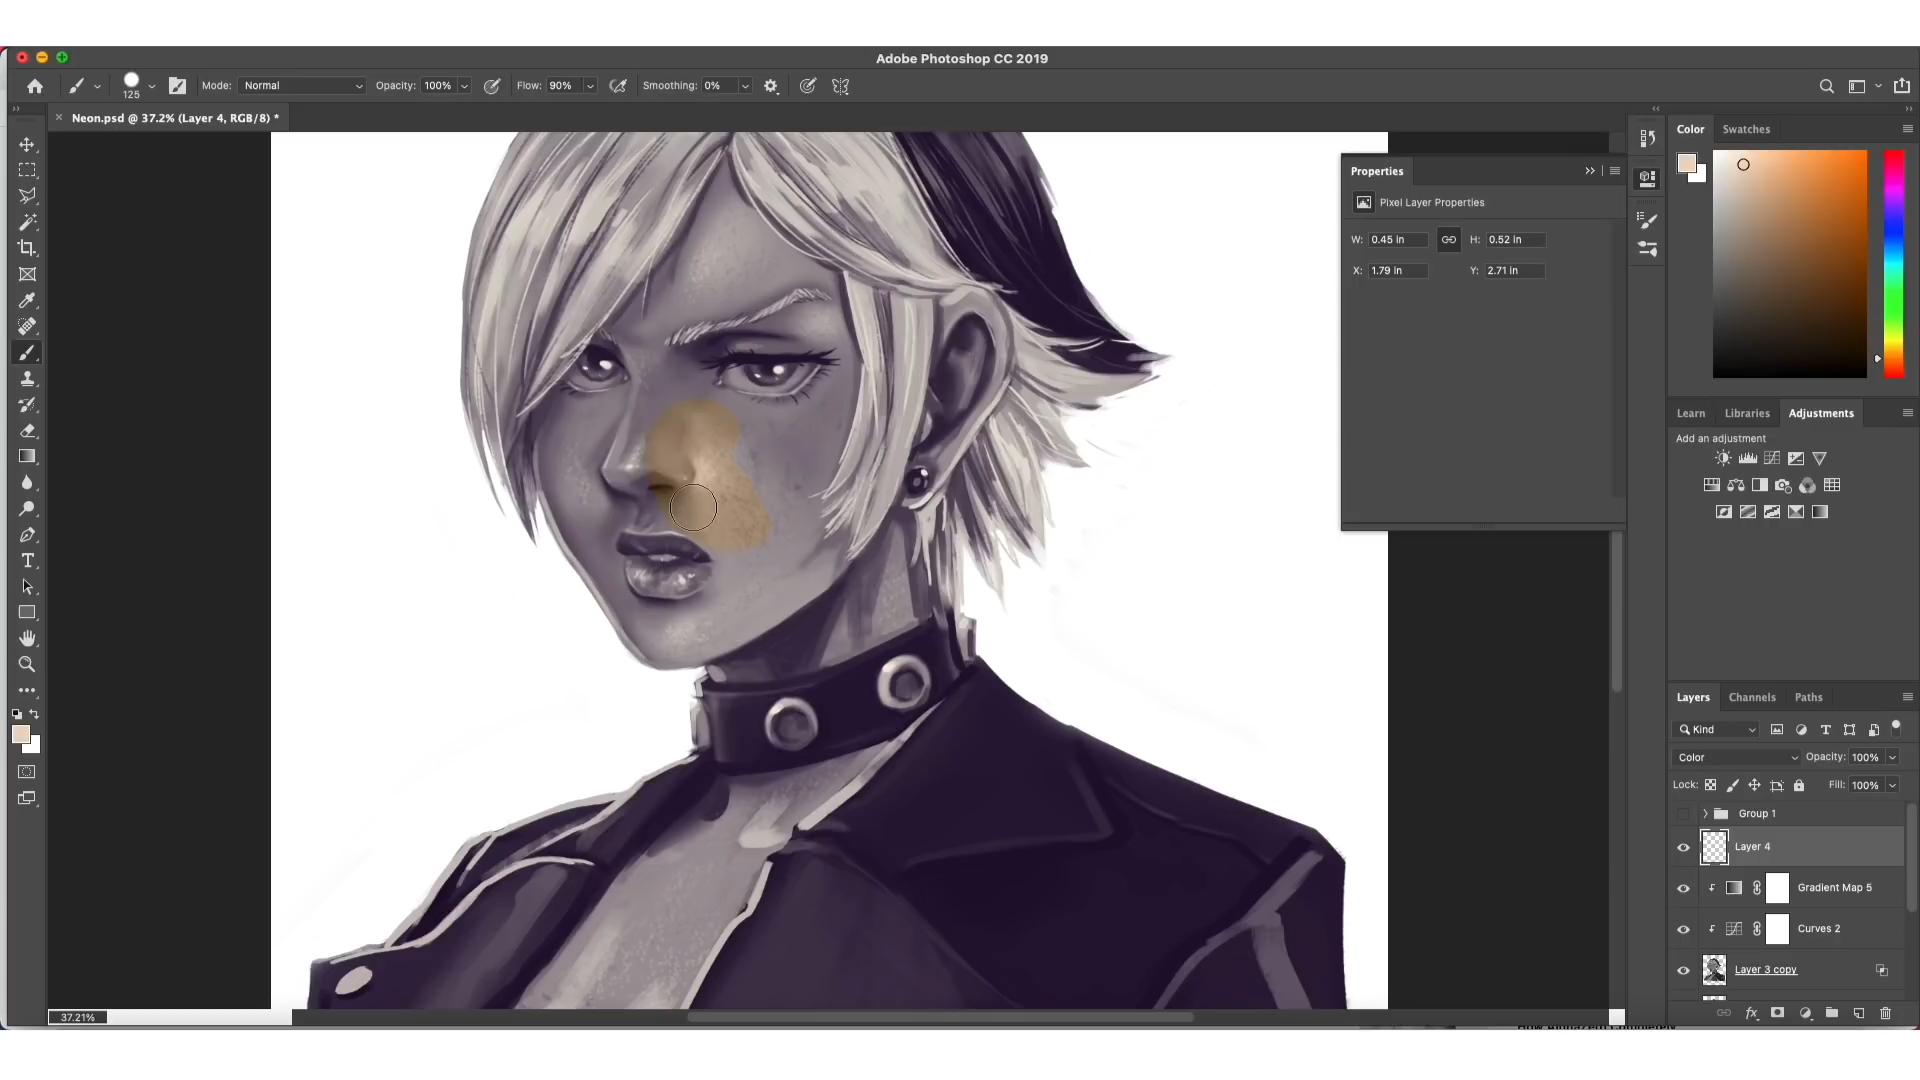 Adobe Photoshop CC 2019
125
Mode: Normal
Opacity: 100%
Flow: 90%
Smoothing: 0%
Neon.psd @ 37.2% (Layer 4, RGB/8) *
Properties
Pixel Layer Properties
W: 0.45 in
H: 0.52 in
X: 1.79 in
Y: 2.71 in
Color
Swatches
Learn
Libraries
Adjustments
Add an adjustment
Layers
Channels
Paths
Kind
Color
Opacity: 100%
Lock:
Fill: 100%
Group 1
Layer 4
Gradient Map 5
Curves 2
Layer 3 copy
37.21%